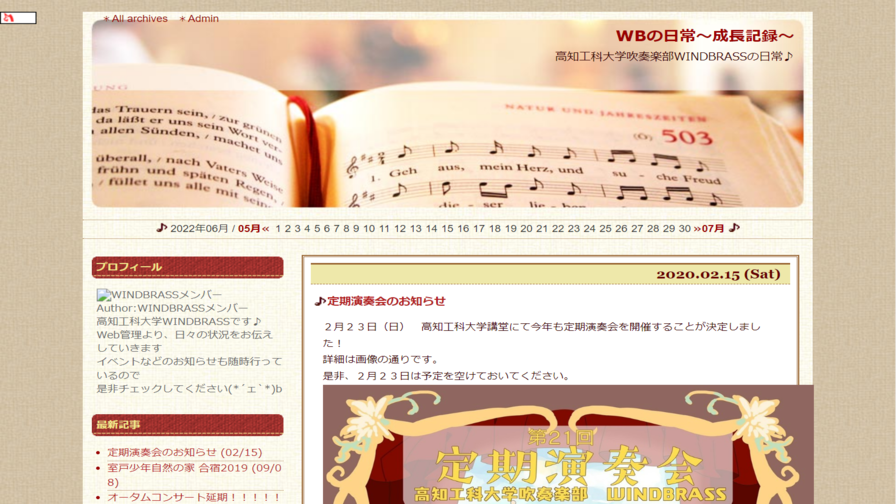 ＊All archives ＊Admin
WBの日常～成長記録～
高知工科大学吹奏楽部WINDBRASSの日常♪
UNG
das Trauern sein, / zur grünen
da läßt er uns sein Wort ver-
allen Sünden, / machet uns
überall, / nach Vaters Weise
frühn und späten Regen, /
/ füllet uns alle mit seine
NATUR UND JAHRESZEITEN
(Ö) 503
1. Geh aus, mein Herz, und su - che Freud
die - ser lie - ben
2022年06月 / 05月« 1 2 3 4 5 6 7 8 9 10 11 12 13 14 15 16 17 18 19 20 21 22 23 24 25 26 27 28 29 30 »07月
プロフィール
WINDBRASSメンバー
Author:WINDBRASSメンバー
高知工科大学WINDBRASSです♪
Web管理より、日々の状況をお伝え
していきます
イベントなどのお知らせも随時行って
いるので
是非チェックしてください(*´ェ`*)b
最新記事
定期演奏会のお知らせ (02/15)
室戸少年自然の家 合宿2019 (09/0
8)
オータムコンサート延期！！！！！
2020.02.15 (Sat)
定期演奏会のお知らせ
２月２３日（日）　高知工科大学講堂にて今年も定期演奏会を開催することが決定しまし
た！
詳細は画像の通りです。
是非、２月２３日は予定を空けておいてください。
第21回
定期演奏会
高知工科大学吹奏楽部 WINDBRASS